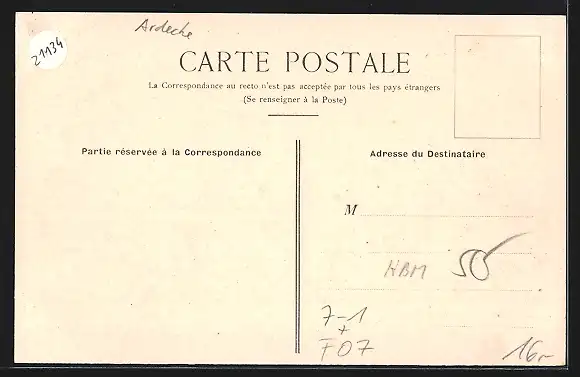 Ardeche
21134
CARTE POSTALE
La Correspondance au recto n'est pas acceptée par tous les pays étrangers
(Se renseigner à la Poste)
Partie réservée à la Correspondance
Adresse du Destinataire
M
HBM
7-1
+
F07
16-